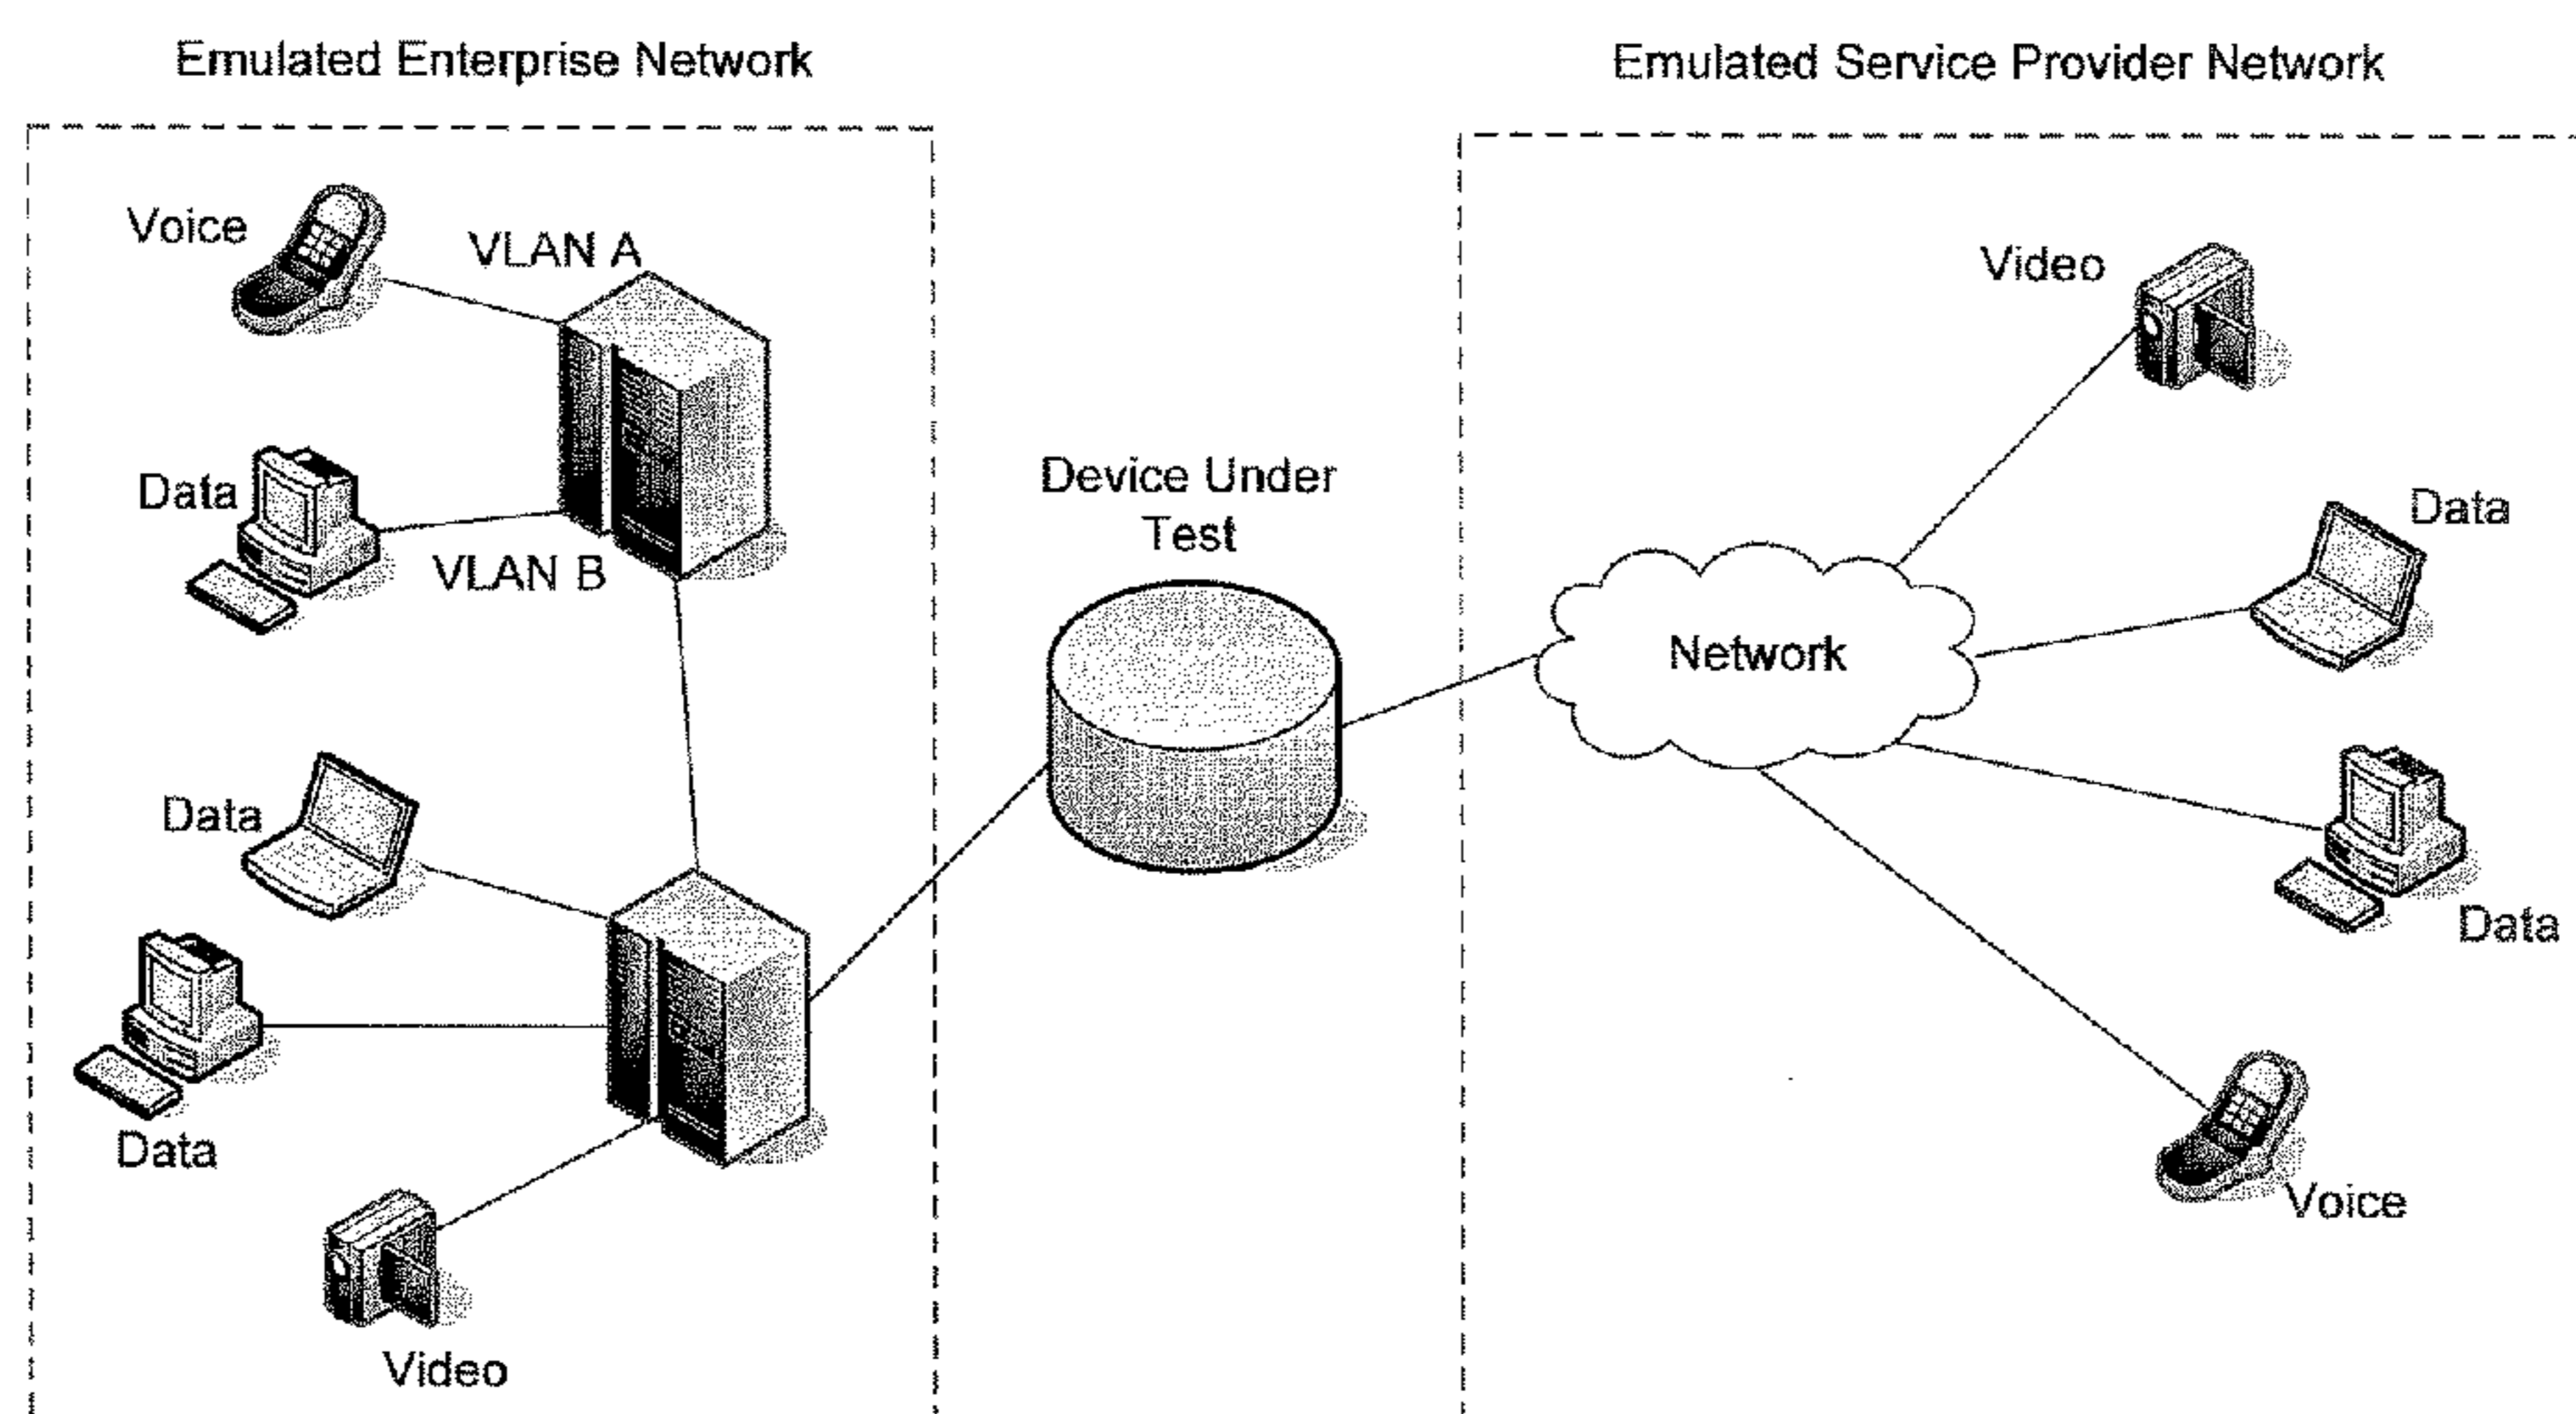 Emulated Enterprise Network
Emulated Service Provider Network
Voice
VLAN A
Data
VLAN B
Data
Data
Video
Device Under
Test
Network
Video
Data
Data
Voice